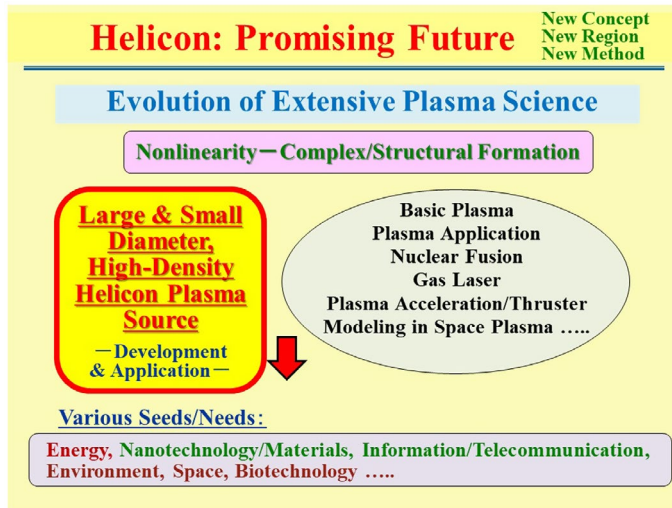 Helicon: Promising Future
New Concept
New Region
New Method
Evolution of Extensive Plasma Science
Nonlinearity－Complex/Structural Formation
Large & Small
Diameter,
High-Density
Helicon Plasma
Source
－Development
& Application－
Basic Plasma
Plasma Application
Nuclear Fusion
Gas Laser
Plasma Acceleration/Thruster
Modeling in Space Plasma …..
Various Seeds/Needs:
Energy, Nanotechnology/Materials, Information/Telecommunication,
Environment, Space, Biotechnology …..